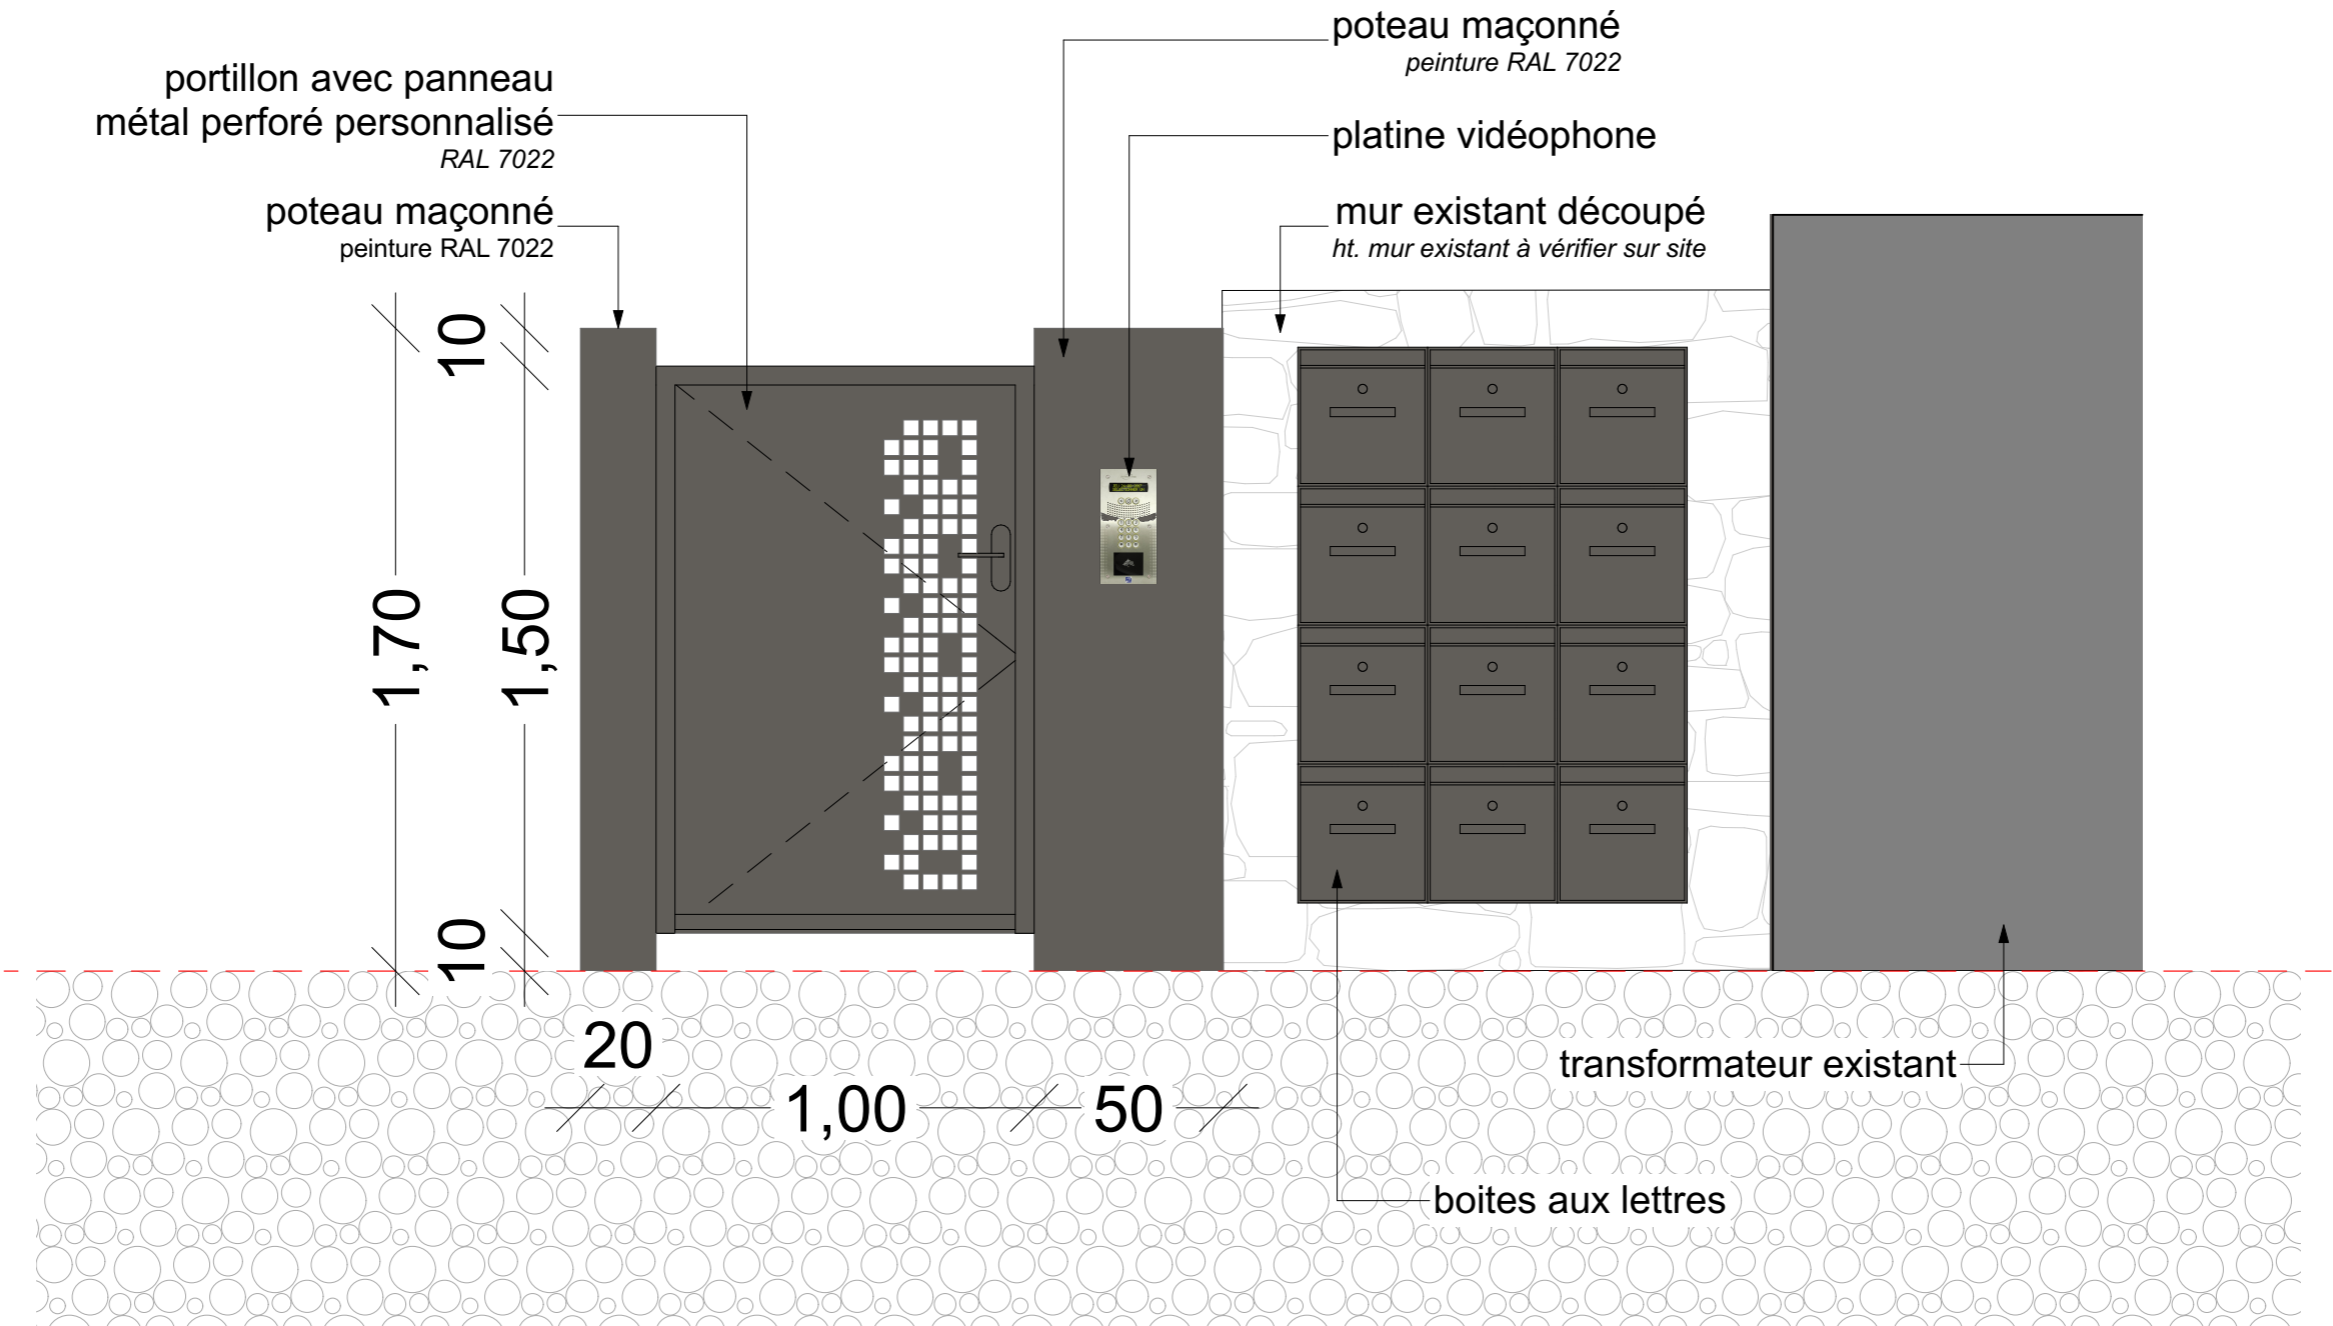 poteau maçonné
peinture RAL 7022
portillon avec panneau
métal perforé personnalisé
RAL 7022
platine vidéophone
poteau maçonné
peinture RAL 7022
mur existant découpé
ht. mur existant à vérifier sur site
10
1,70
1,50
10
20
1,00
50
transformateur existant
boites aux lettres